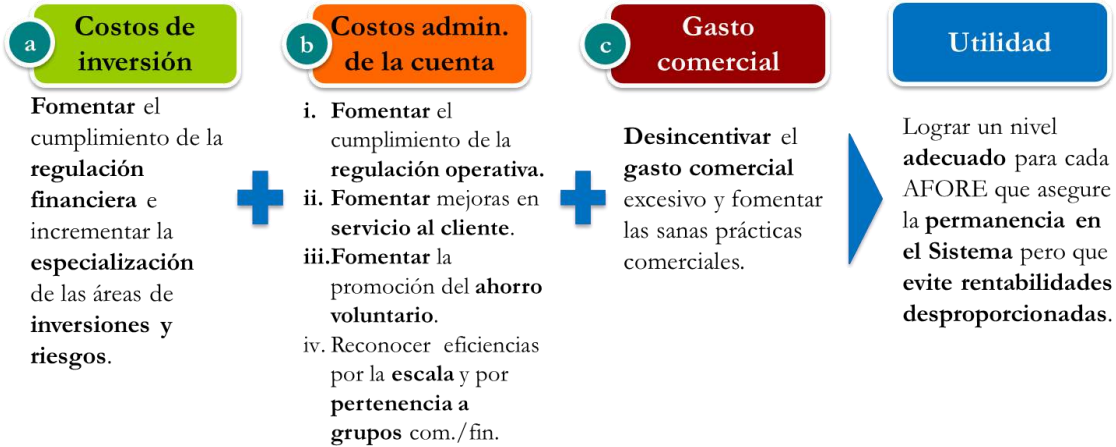 a
Costos de
inversión
Fomentar el
cumplimiento de la
regulación
financiera e
incrementar la
especialización
de las áreas de
inversiones y
riesgos.
b
Costos admin.
de la cuenta
i. Fomentar el
cumplimiento de la
regulación operativa.
ii. Fomentar mejoras en
servicio al cliente.
iii.Fomentar la
promoción del ahorro
voluntario.
iv. Reconocer eficiencias
por la escala y por
pertenencia a
grupos com./fin.
c
Gasto
comercial
Desincentivar el
gasto comercial
excesivo y fomentar
las sanas prácticas
comerciales.
Utilidad
Lograr un nivel
adecuado para cada
AFORE que asegure
la permanencia en
el Sistema pero que
evite rentabilidades
desproporcionadas.